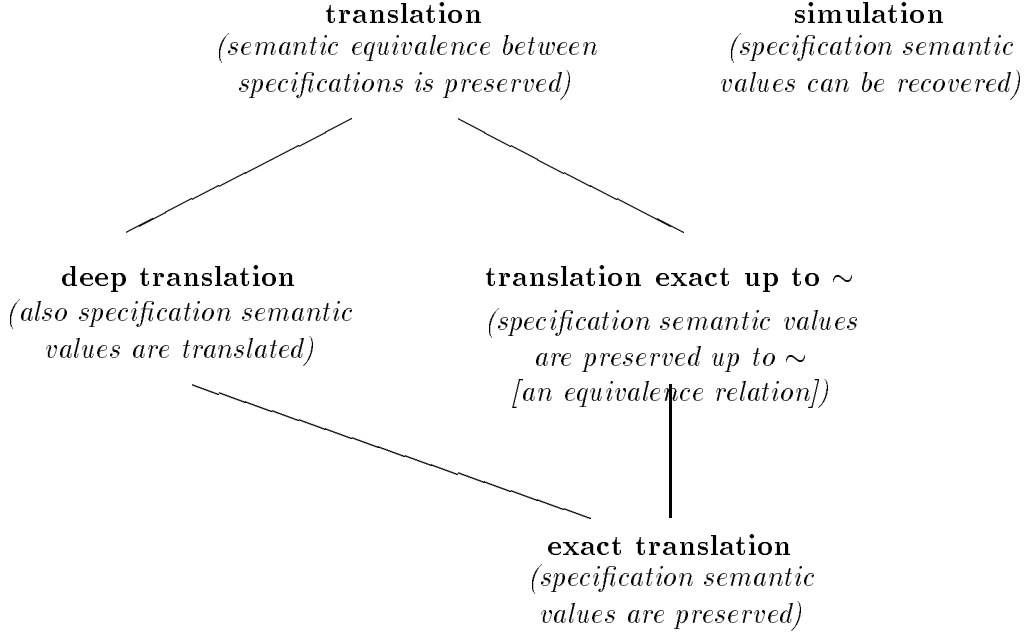 translation
(semantic equivalence between
specifications is preserved)
simulation
(specification semantic
values can be recovered)
deep translation
(also specification semantic
values are translated)
translation exact up to ∼
(specification semantic values
are preserved up to ∼
[an equivalence relation])
exact translation
(specification semantic
values are preserved)